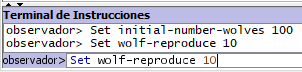 Terminal de Instrucciones
observador> Set initial-number-wolves 100
observador> Set wolf-reproduce 10
observador> Set wolf-reproduce 10